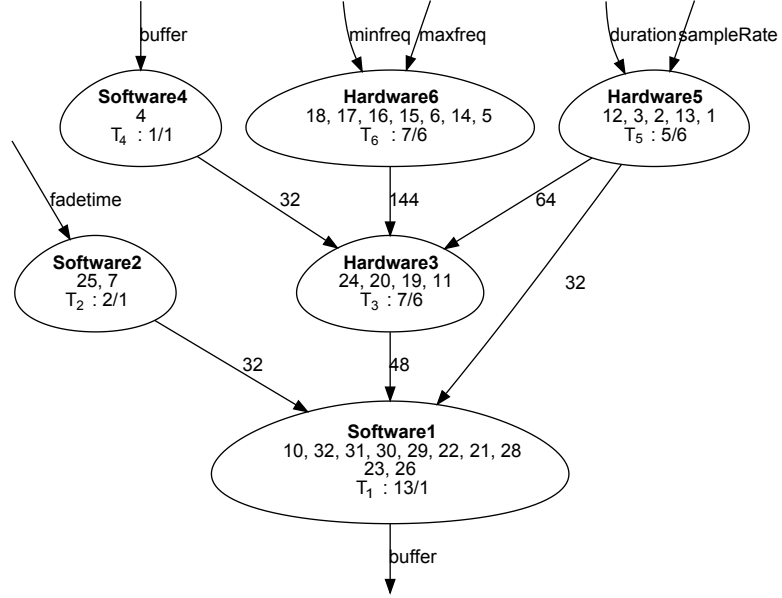 buffer
minfreq
maxfreq
duration
sampleRate
Software4
4
T4 : 1/1
Hardware6
18, 17, 16, 15, 6, 14, 5
T6 : 7/6
Hardware5
12, 3, 2, 13, 1
T5 : 5/6
fadetime
32
144
64
Software2
25, 7
T2 : 2/1
Hardware3
24, 20, 19, 11
T3 : 7/6
32
32
48
Software1
10, 32, 31, 30, 29, 22, 21, 28
23, 26
T1 : 13/1
buffer